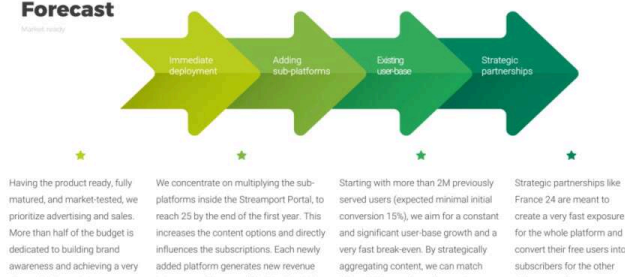 Forecast
Market ready
Immediate
deployment
Adding
sub-platforms
Existing
user-base
Strategic
partnerships
Having the product ready, fully
matured, and market-tested, we
prioritize advertising and sales.
More than half of the budget is
dedicated to building brand
awareness and achieving a very
We concentrate on multiplying the sub-
platforms inside the Streamport Portal, to
reach 25 by the end of the first year. This
increases the content options and directly
influences the subscriptions. Each newly
added platform generates new revenue
Starting with more than 2M previously
served users (expected minimal initial
conversion 15%), we aim for a constant
and significant user-base growth and a
very fast break-even. By strategically
aggregating content, we can match
Strategic partnerships like
France 24 are meant to
create a very fast exposure
for the whole platform and
convert their free users into
subscribers for the other